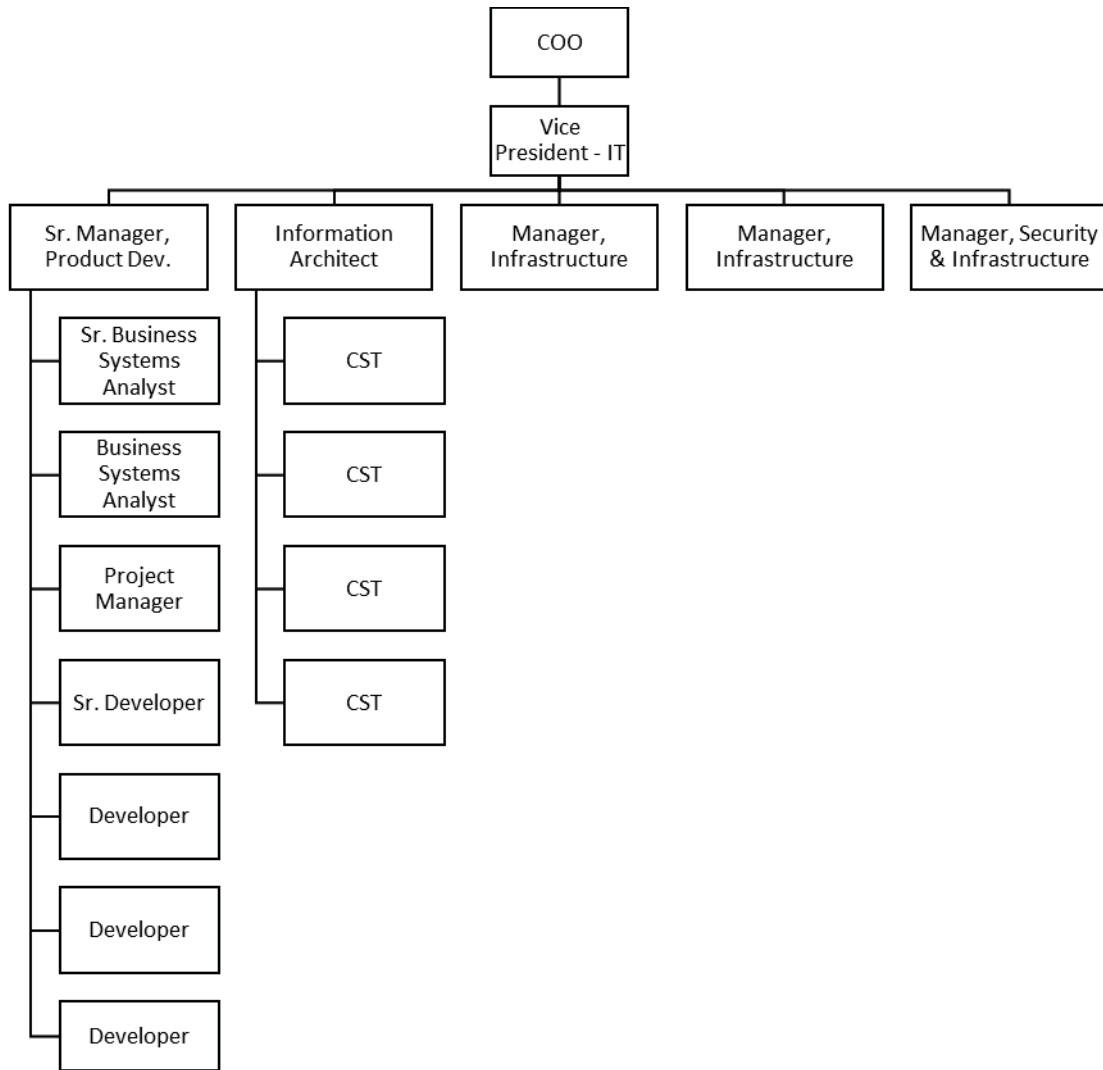 COO
Vice
President - IT
Sr. Manager,
Product Dev.
Information
Architect
Manager,
Infrastructure
Manager,
Infrastructure
Manager, Security
& Infrastructure
Sr. Business
Systems
Analyst
Business
Systems
Analyst
Project
Manager
Sr. Developer
Developer
Developer
Developer
CST
CST
CST
CST